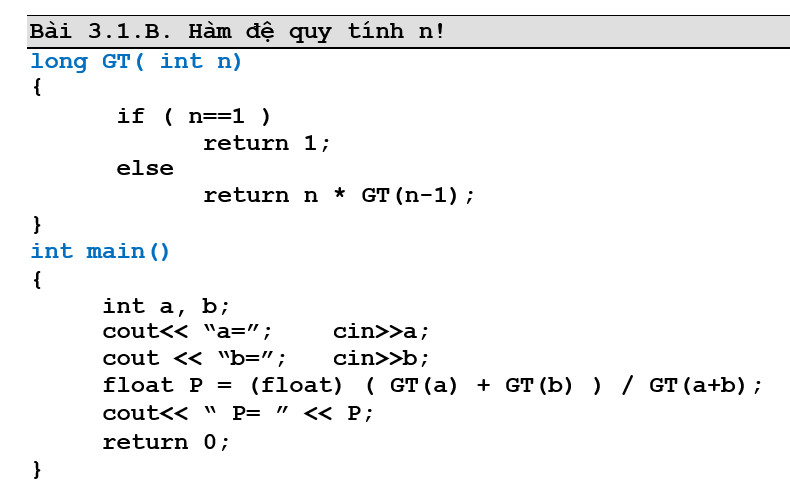 Bài 3.1.B. Hàm đệ quy tính n!
long GT( int n)
{
if ( n==1 )
return 1;
else
return n * GT(n-1);
}
int main()
{
int a, b;
cout<< “a=”; cin>>a;
cout << “b=”; cin>>b;
float P = (float) ( GT(a) + GT(b) ) / GT(a+b);
cout<< “ P= ” << P;
return 0;
}